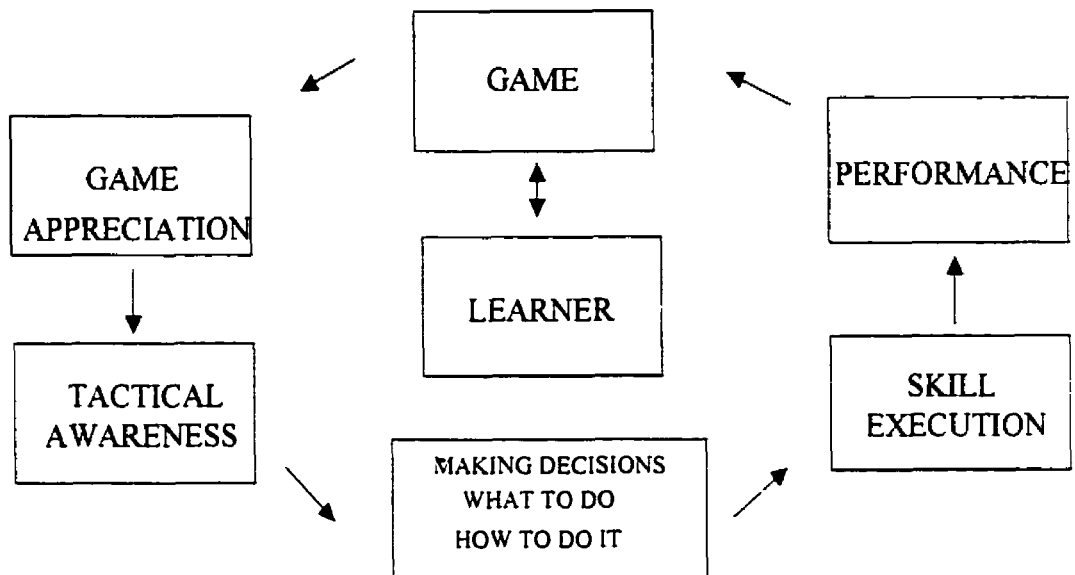 GAME
GAME
APPRECIATION
PERFORMANCE
LEARNER
TACTICAL
AWARENESS
SKILL
EXECUTION
MAKING DECISIONS
WHAT TO DO
HOW TO DO IT